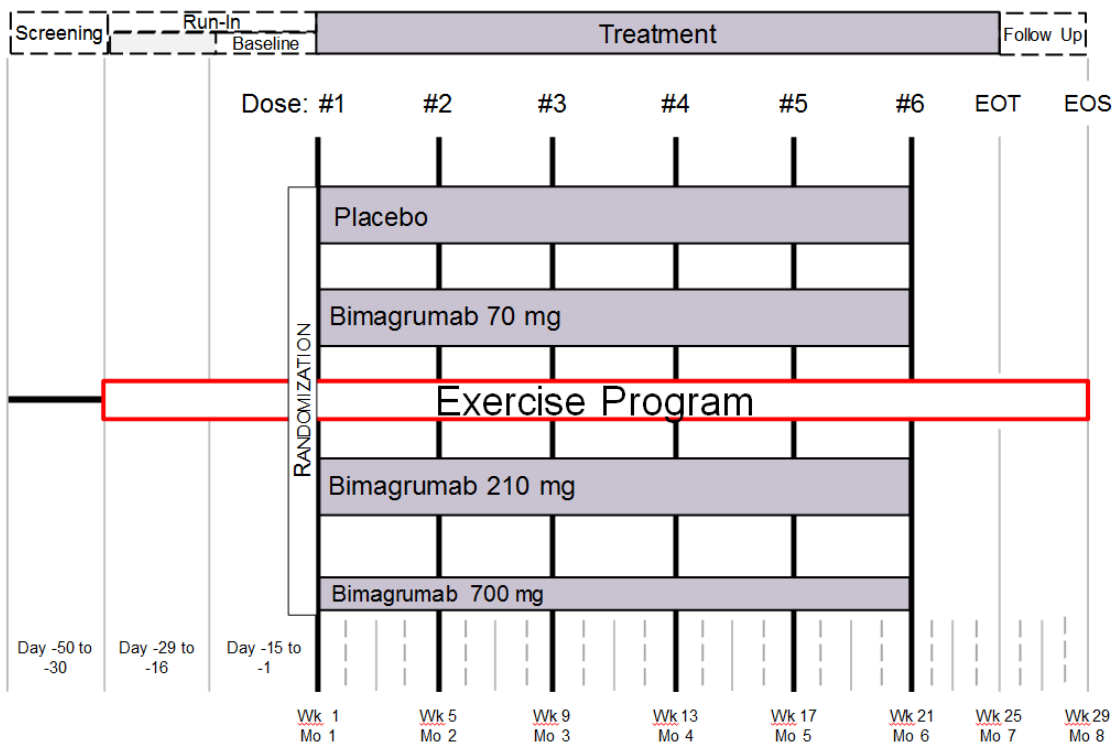 Screening
Run-In
Baseline
Treatment
Follow Up
Dose: #1 #2 #3 #4 #5 #6 EOT EOS
RANDOMIZATION
Placebo
Bimagrumab 70 mg
Exercise Program
Bimagrumab 210 mg
Bimagrumab 700 mg
Day -50 to
-30
Day -29 to
-16
Day -15 to
-1
Wk 1
Mo 1
Wk 5
Mo 2
Wk 9
Mo 3
Wk 13
Mo 4
Wk 17
Mo 5
Wk 21
Mo 6
Wk 25
Mo 7
Wk 29
Mo 8